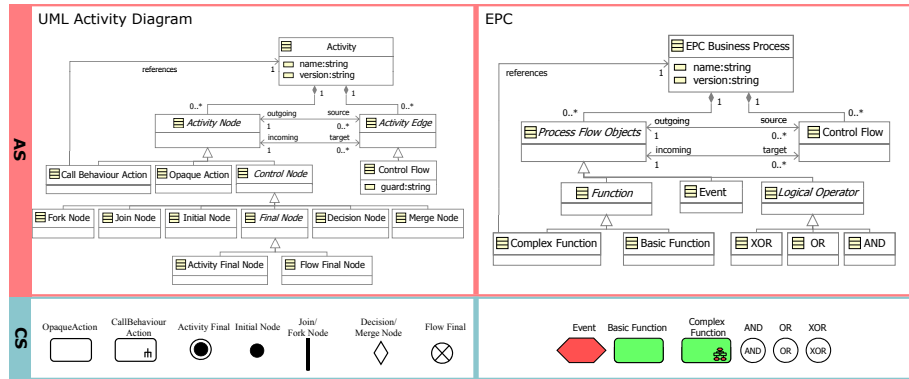 UML Activity Diagram
EPC
AS
Activity
name:string
version:string
references
1
1
1
0..*
0..*
Activity Node
Activity Edge
outgoing
source
1
0..*
incoming
target
1
0..*
Call Behaviour Action
Opaque Action
Control Node
Control Flow
guard:string
Fork Node
Join Node
Initial Node
Final Node
Decision Node
Merge Node
Activity Final Node
Flow Final Node
EPC Business Process
name:string
version:string
references
1
1
1
0..*
0..*
Process Flow Objects
Control Flow
outgoing
source
1
0..*
incoming
target
1
0..*
Function
Event
Logical Operator
Complex Function
Basic Function
XOR
OR
AND
CS
OpaqueAction
CallBehaviour
Action
Activity Final
Initial Node
Join/
Fork Node
Decision/
Merge Node
Flow Final
Event
Basic Function
Complex
Function
AND
OR
XOR
AND
OR
XOR